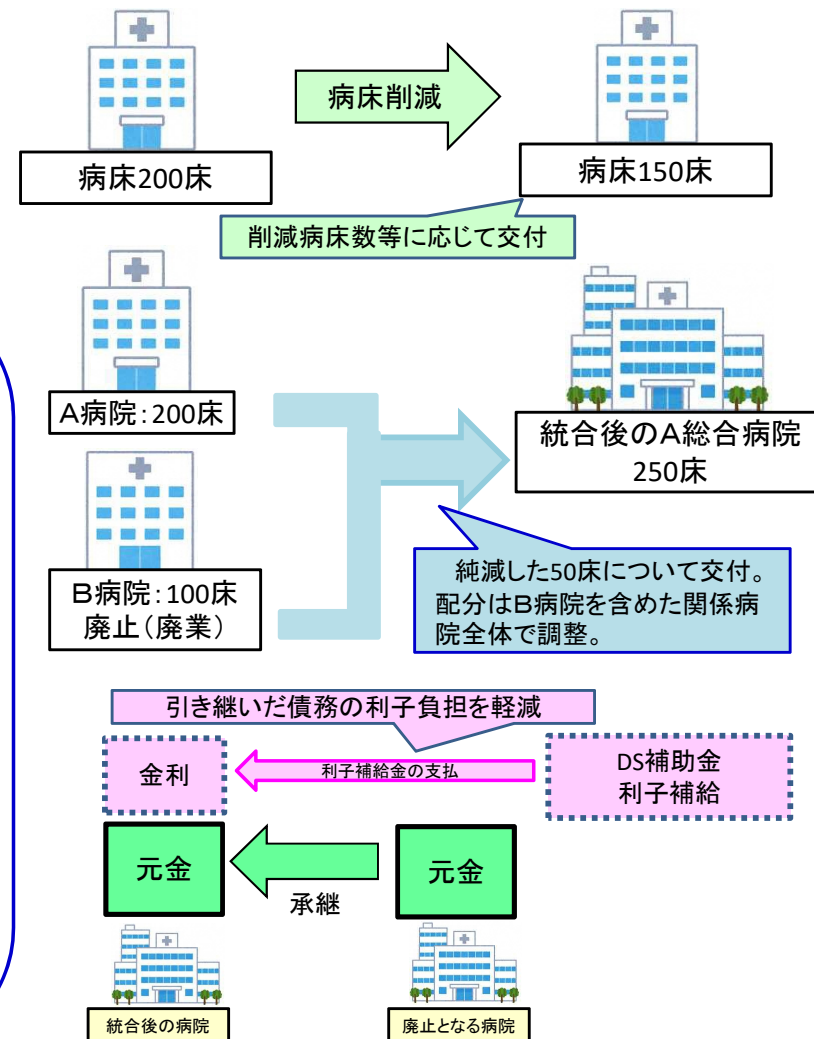 病床削減
病床200床
病床150床
削減病床数等に応じて交付
A病院：200床
統合後のA総合病院
250床
B病院：100床
廃止（廃業）
純減した50床について交付。
配分はB病院を含めた関係病
院全体で調整。
引き継いだ債務の利子負担を軽減
金利
利子補給金の支払
DS補助金
利子補給
元金
承継
元金
統合後の病院
廃止となる病院